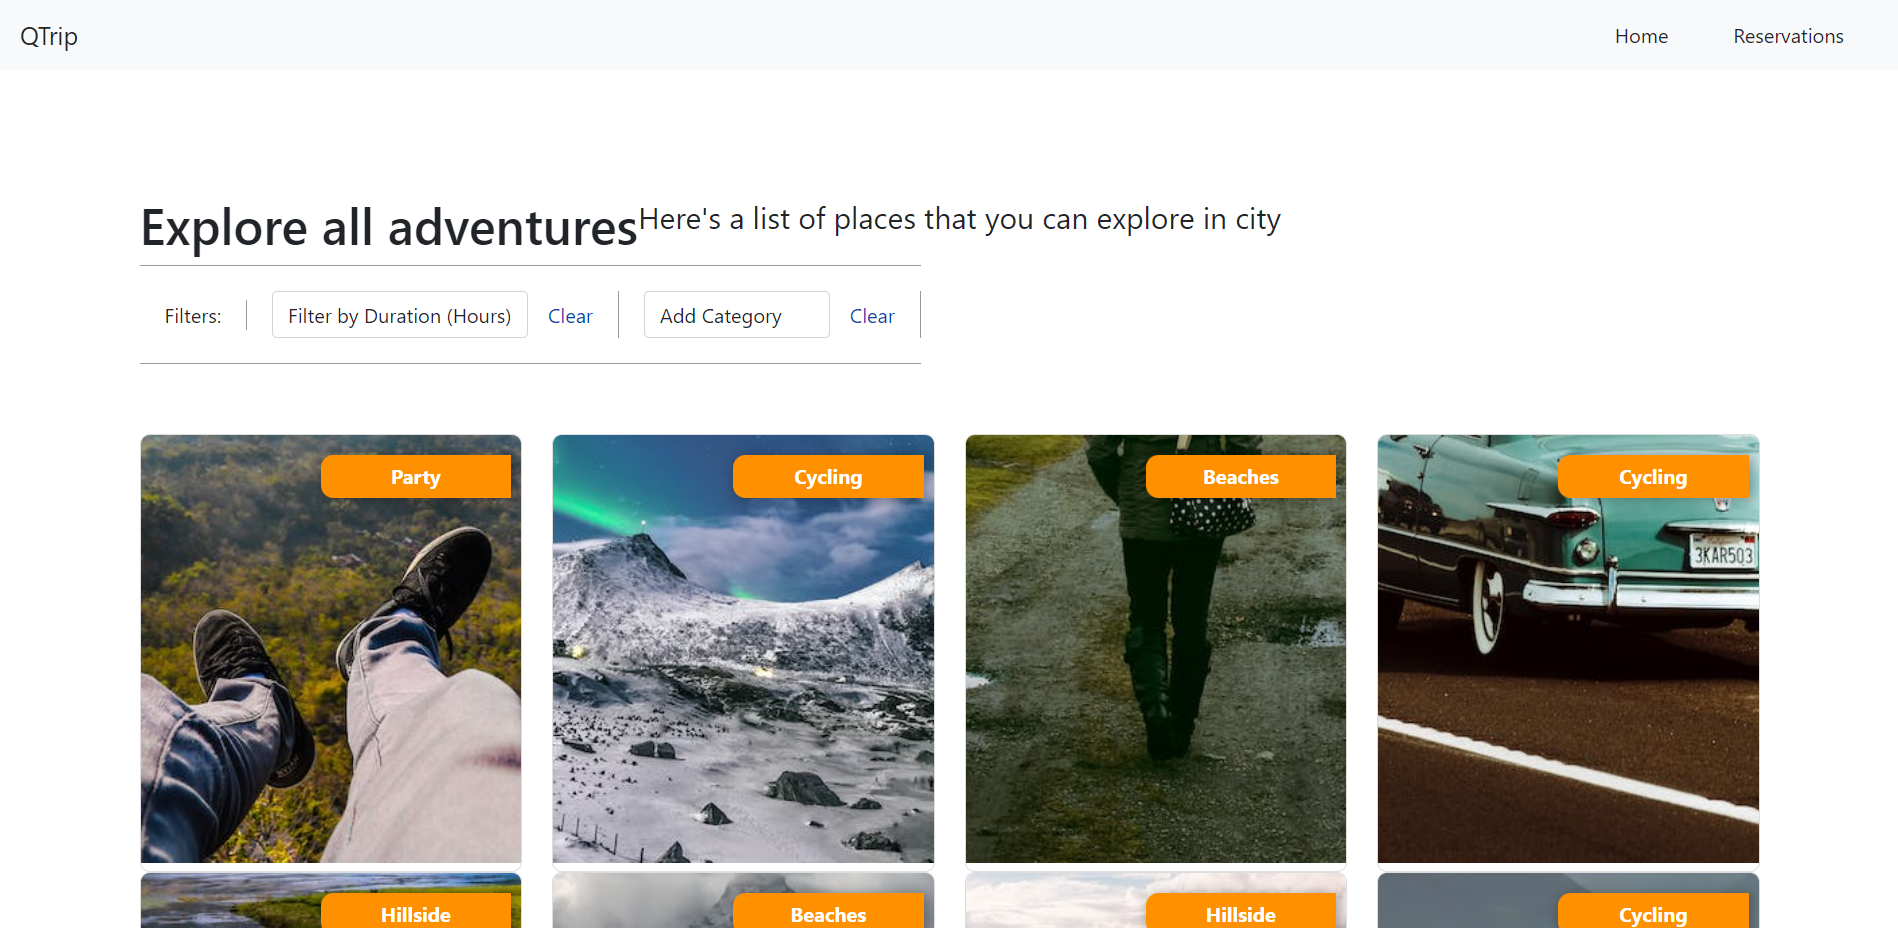 QTrip Home Reservations
Explore all adventures Here's a list of places that you can explore in city
Filters: Filter by Duration (Hours) Clear Add Category Clear
Party Cycling Beaches Cycling
3KAR503
Hillside Beaches Hillside Cycling